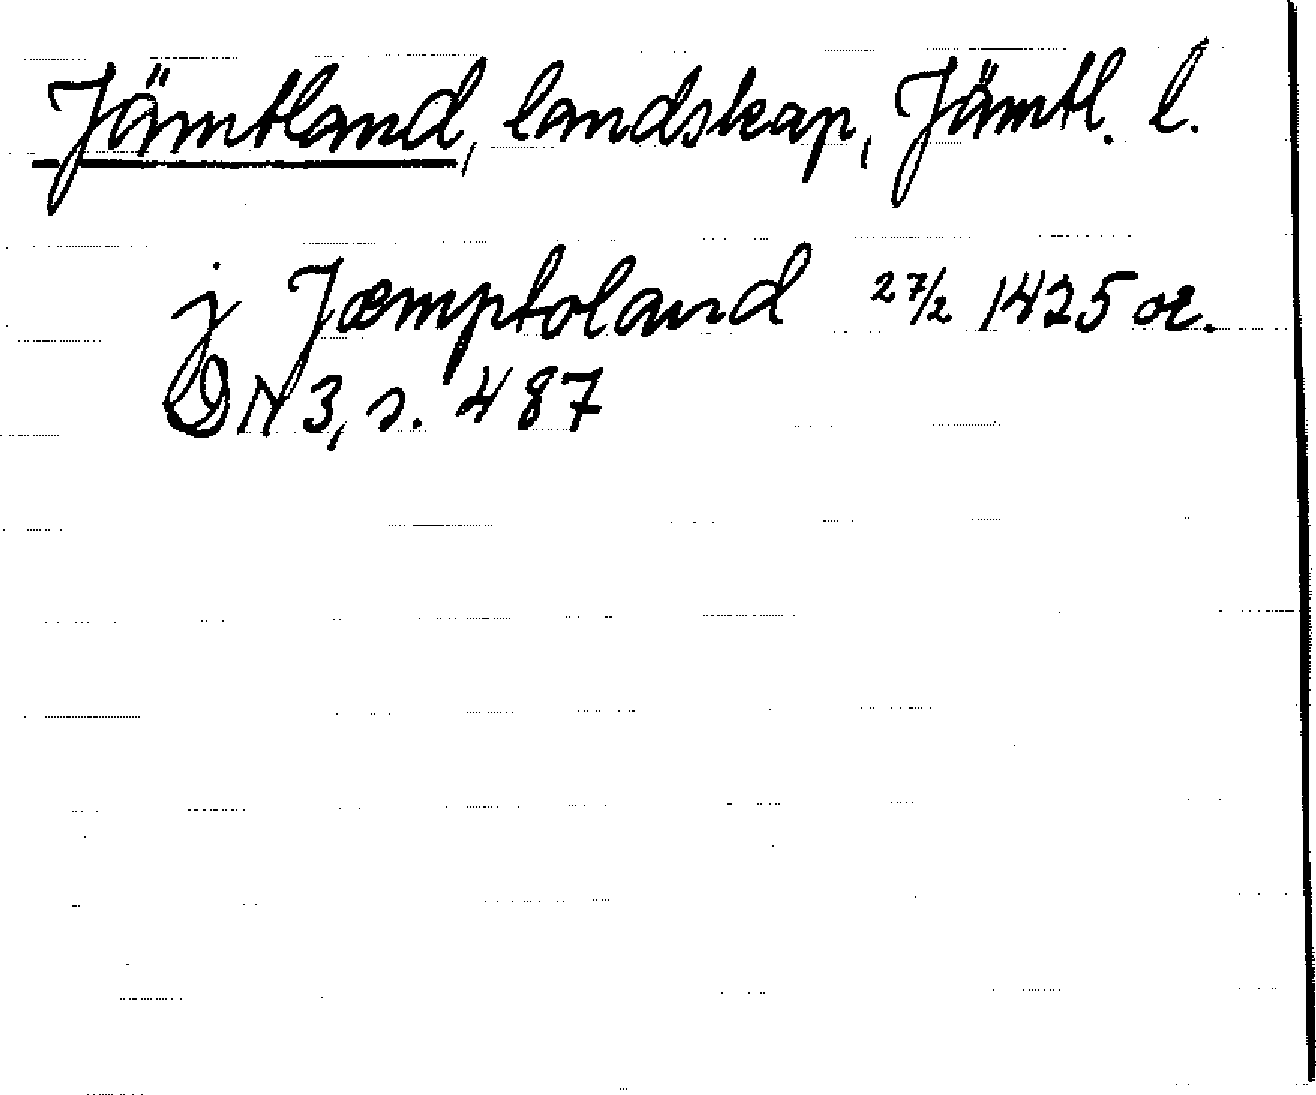 Jämtland, landskap, Jämtl. l.
j Jæmptoland 27/2 1425 or.
DN 3, s. 487